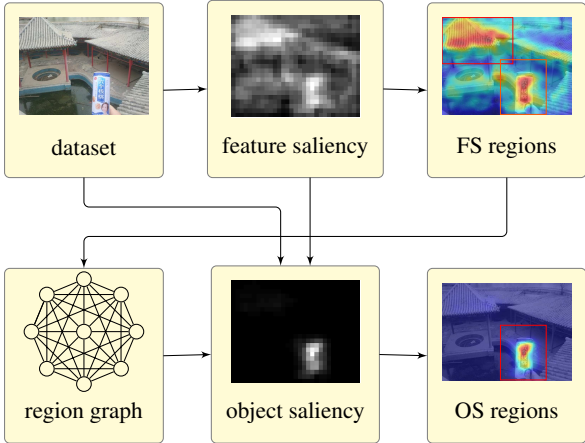 dataset
feature saliency
FS regions
region graph
object saliency
OS regions